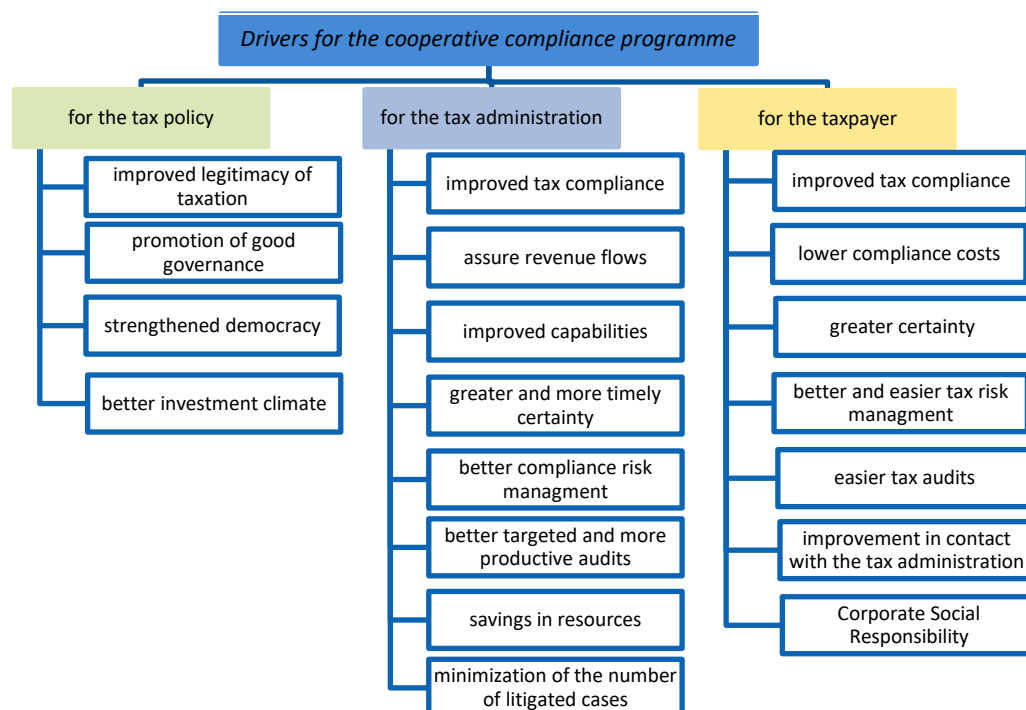 Drivers for the cooperative compliance programme
for the tax policy
improved legitimacy of
taxation
promotion of good
governance
strengthened democracy
better investment climate
for the tax administration
improved tax compliance
assure revenue flows
improved capabilities
greater and more timely
certainty
better compliance risk
managment
better targeted and more
productive audits
savings in resources
minimization of the number
of litigated cases
for the taxpayer
improved tax compliance
lower compliance costs
greater certainty
better and easier tax risk
managment
easier tax audits
improvement in contact
with the tax administration
Corporate Social
Responsibility